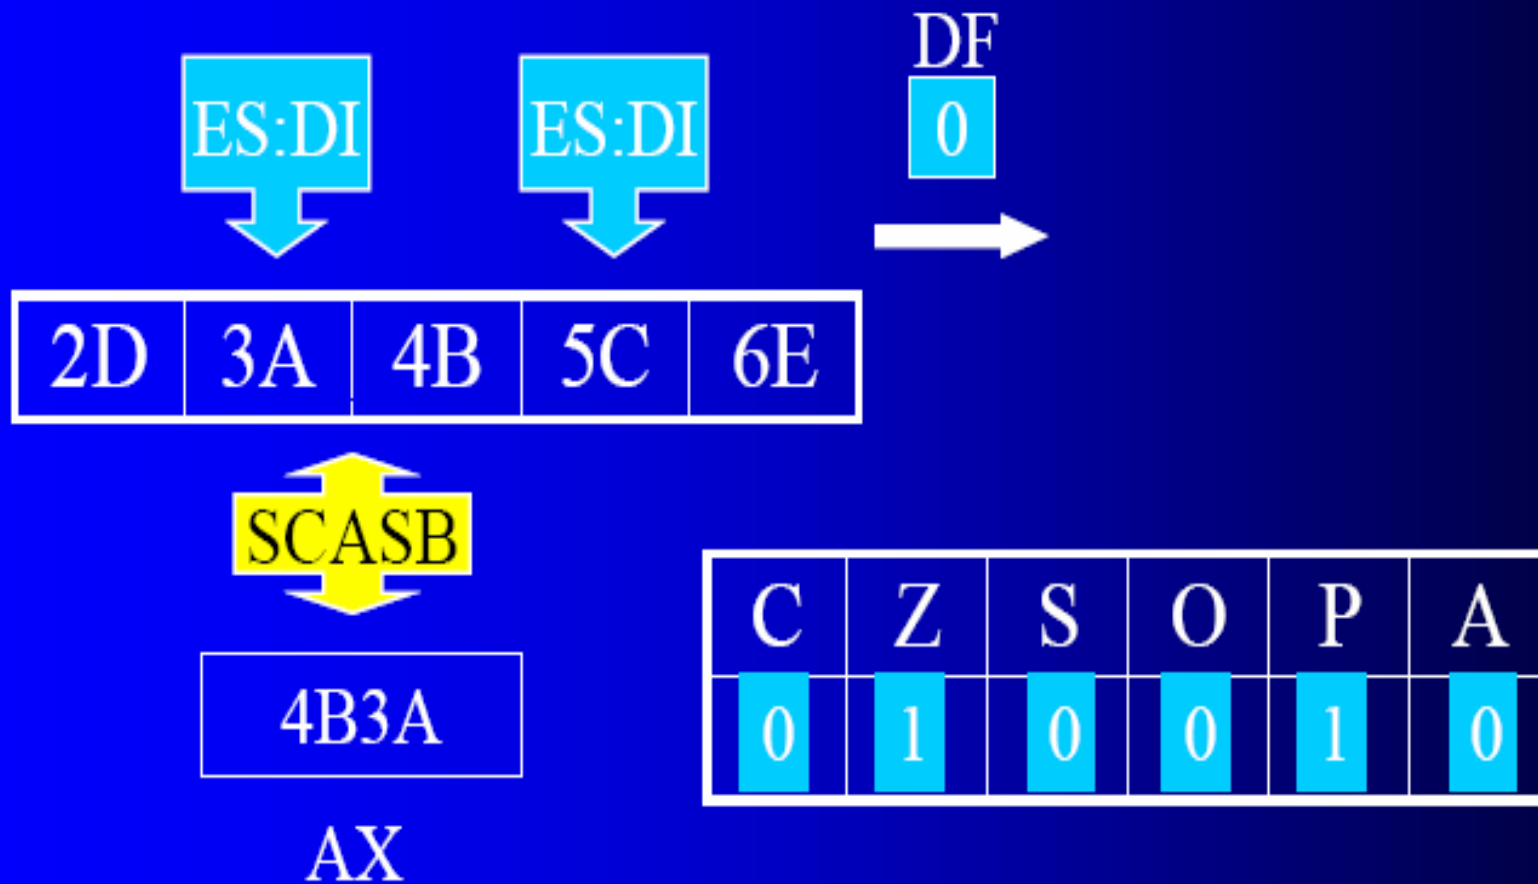 DF
ES:DI ES:DI 0
2D 3A 4B 5C 6E
SCASB
C Z S O P A
4B3A 0 1 0 0 1 0
AX